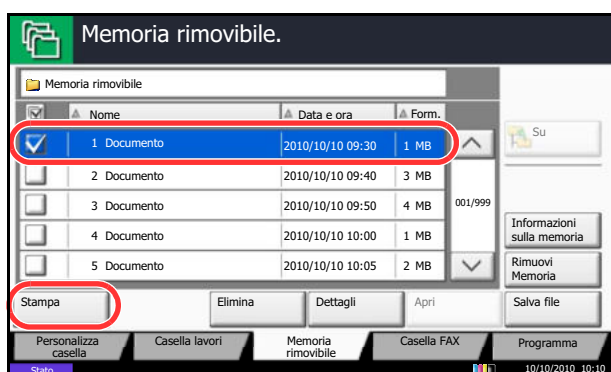 Memoria rimovibile.
Memoria rimovibile
Nome Data e ora Form.
1 Documento 2010/10/10 09:30 1 MB
Su
2 Documento 2010/10/10 09:40 3 MB
3 Documento 2010/10/10 09:50 4 MB
001/999
4 Documento 2010/10/10 10:00 1 MB
5 Documento 2010/10/10 10:05 2 MB
Informazioni
sulla memoria
Rimuovi
Memoria
Stampa Elimina Dettagli Apri Salva file
Personalizza
casella
Casella lavori
Memoria
rimovibile
Casella FAX
Programma
Stato 10/10/2010 10:10